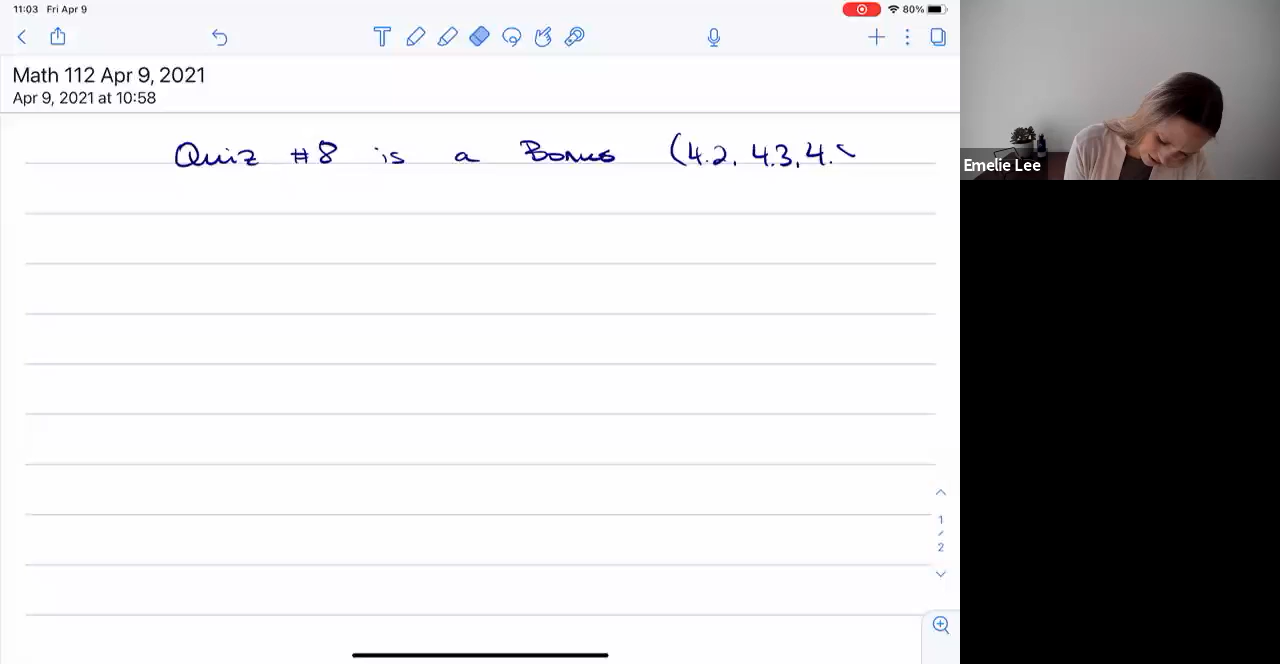 11:03 Fri Apr 9
80%
Math 112 Apr 9, 2021
Apr 9, 2021 at 10:58
Quiz #8 is a Bonus (4.2, 4.3, 4.
Emelie Lee
1
/
2